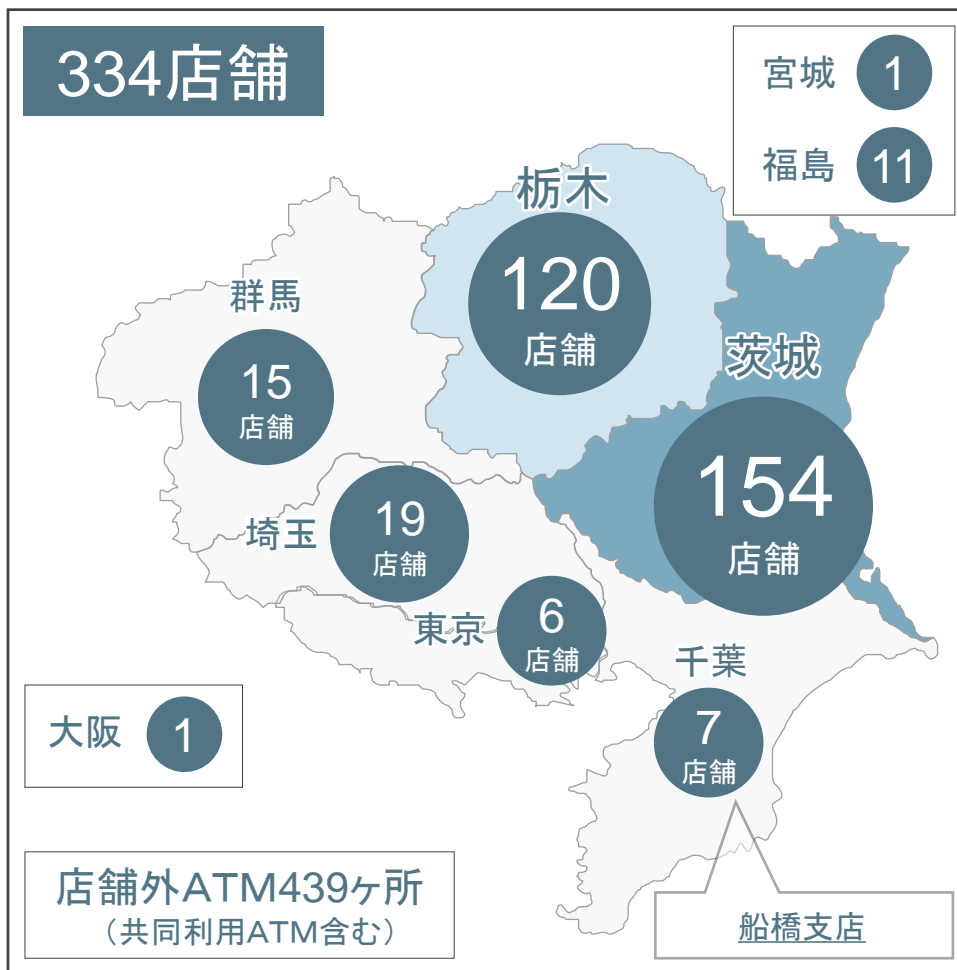 334店舗
宮城 1
福島 11
栃木
120
店舗
群馬
15
店舗
茨城
154
店舗
埼玉
19
店舗
東京
6
店舗
千葉
7
店舗
大阪 1
店舗外ATM439ヶ所
（共同利用ATM含む）
船橋支店